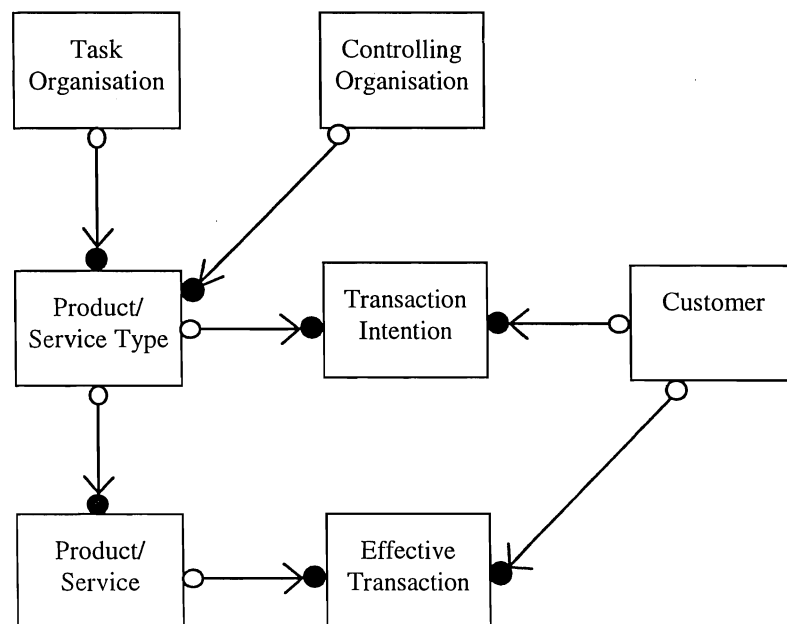 Task
Organisation
Controlling
Organisation
Product/
Service Type
Transaction
Intention
Customer
Product/
Service
Effective
Transaction